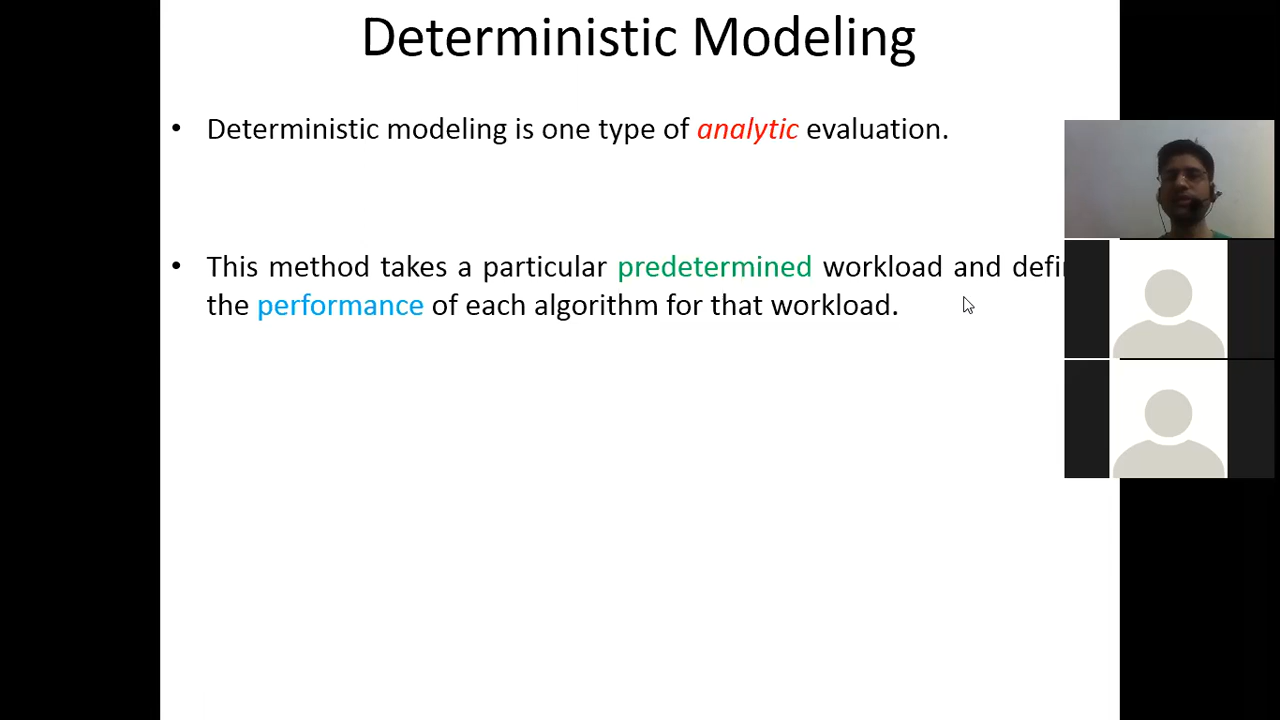 Deterministic Modeling
• Deterministic modeling is one type of analytic evaluation.
• This method takes a particular predetermined workload and
the performance of each algorithm for that workload.